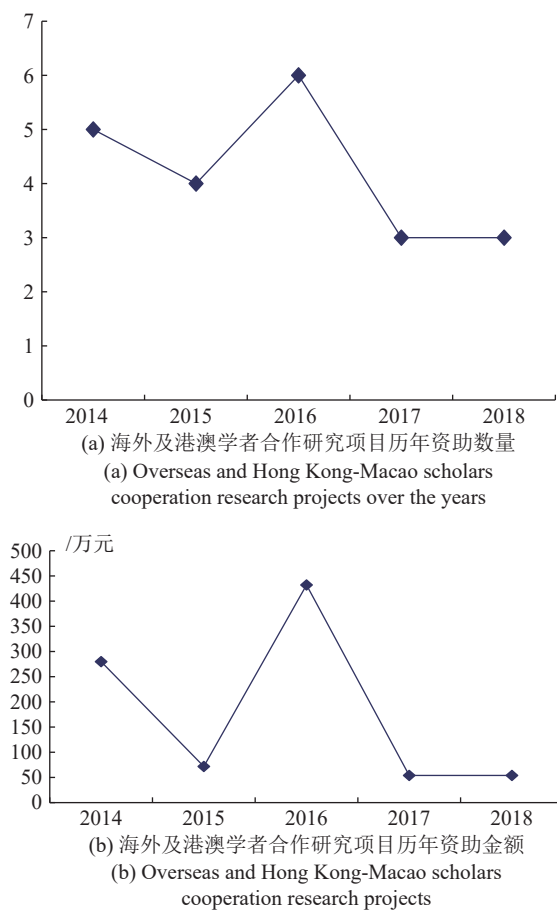 7
6
5
4
3
2
1
0
2014 2015 2016 2017 2018
(a) 海外及港澳学者合作研究项目历年资助数量
(a) Overseas and Hong Kong-Macao scholars
cooperation research projects over the years
/万元
500
450
400
350
300
250
200
150
100
50
0
2014 2015 2016 2017 2018
(b) 海外及港澳学者合作研究项目历年资助金额
(b) Overseas and Hong Kong-Macao scholars
cooperation research projects